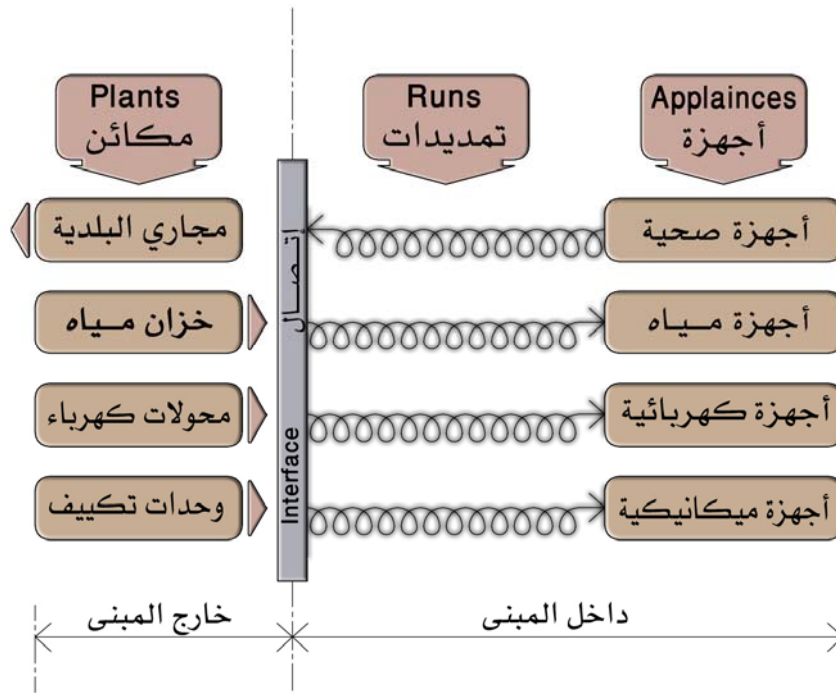 Plants
مكائن
Runs
تمديدات
Applainces
أجهزة
مجاري البلدية
أجهزة صحية
خزان مياه
أجهزة مياه
محولات كهرباء
أجهزة كهربائية
وحدات تكييف
أجهزة ميكانيكية
إتصال
Interface
خارج المبنى
داخل المبنى